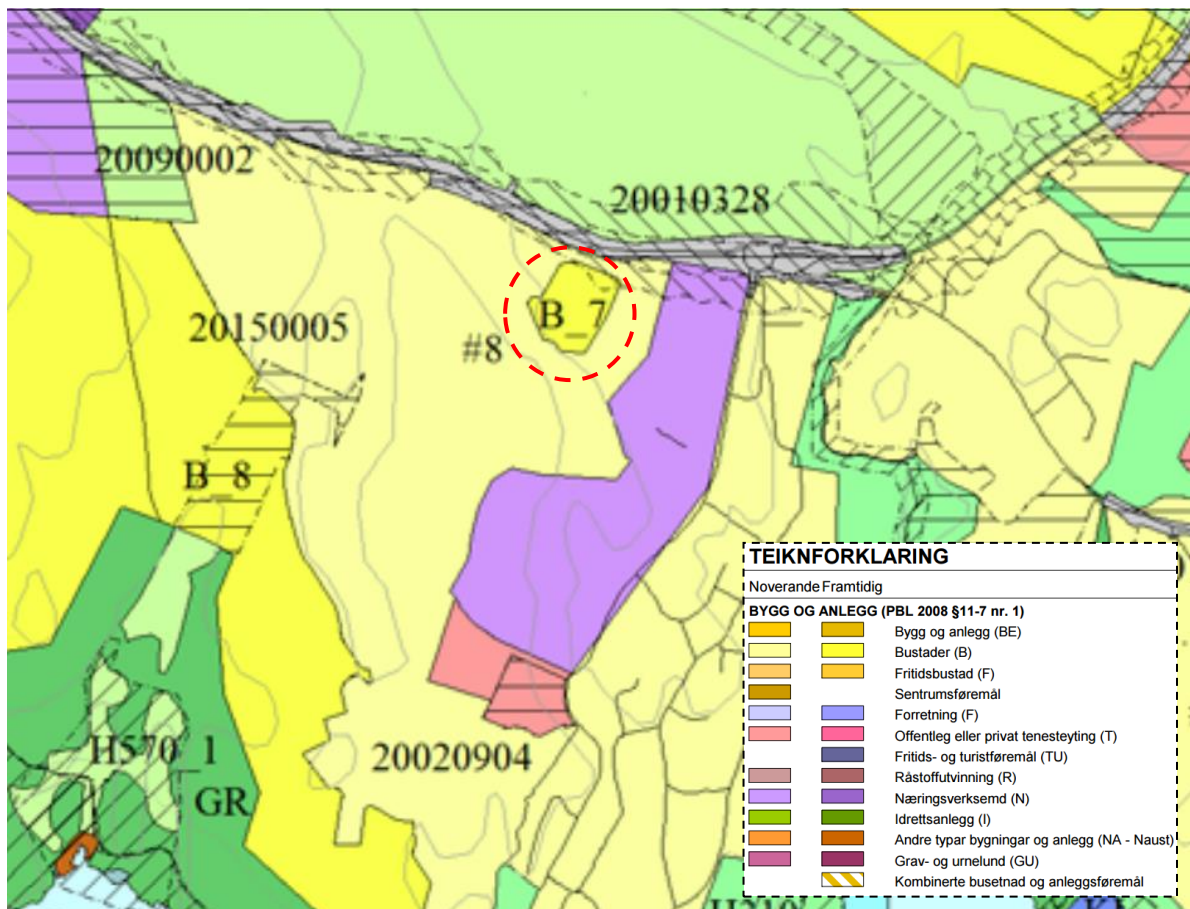 20090002
20010328
B_7
20150005
#8
B_8
TEIKNFORKLARING
Noverande Framtidig
BYGG OG ANLEGG (PBL 2008 §11-7 nr. 1)
Bygg og anlegg (BE)
Bustader (B)
Fritidsbustad (F)
Sentrumsføremål
Forretning (F)
Offentleg eller privat tenesteyting (T)
Fritids- og turistføremål (TU)
Råstoffutvinning (R)
Næringsverksemd (N)
Idrettsanlegg (I)
Andre typar bygningar og anlegg (NA - Naust)
Grav- og urnelund (GU)
Kombinerte busetnad og anleggsføremål
H570_1
20020904
GR